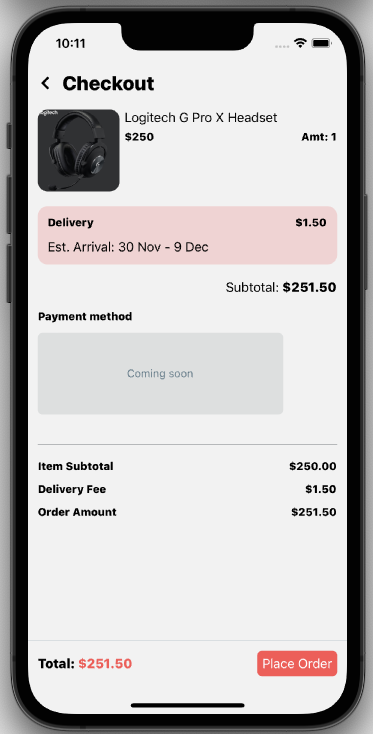 10:11
Checkout
Logitech G Pro X Headset
$250 Amt: 1
Delivery $1.50
Est. Arrival: 30 Nov - 9 Dec
Subtotal: $251.50
Payment method
Coming soon
Item Subtotal $250.00
Delivery Fee $1.50
Order Amount $251.50
Total: $251.50 Place Order